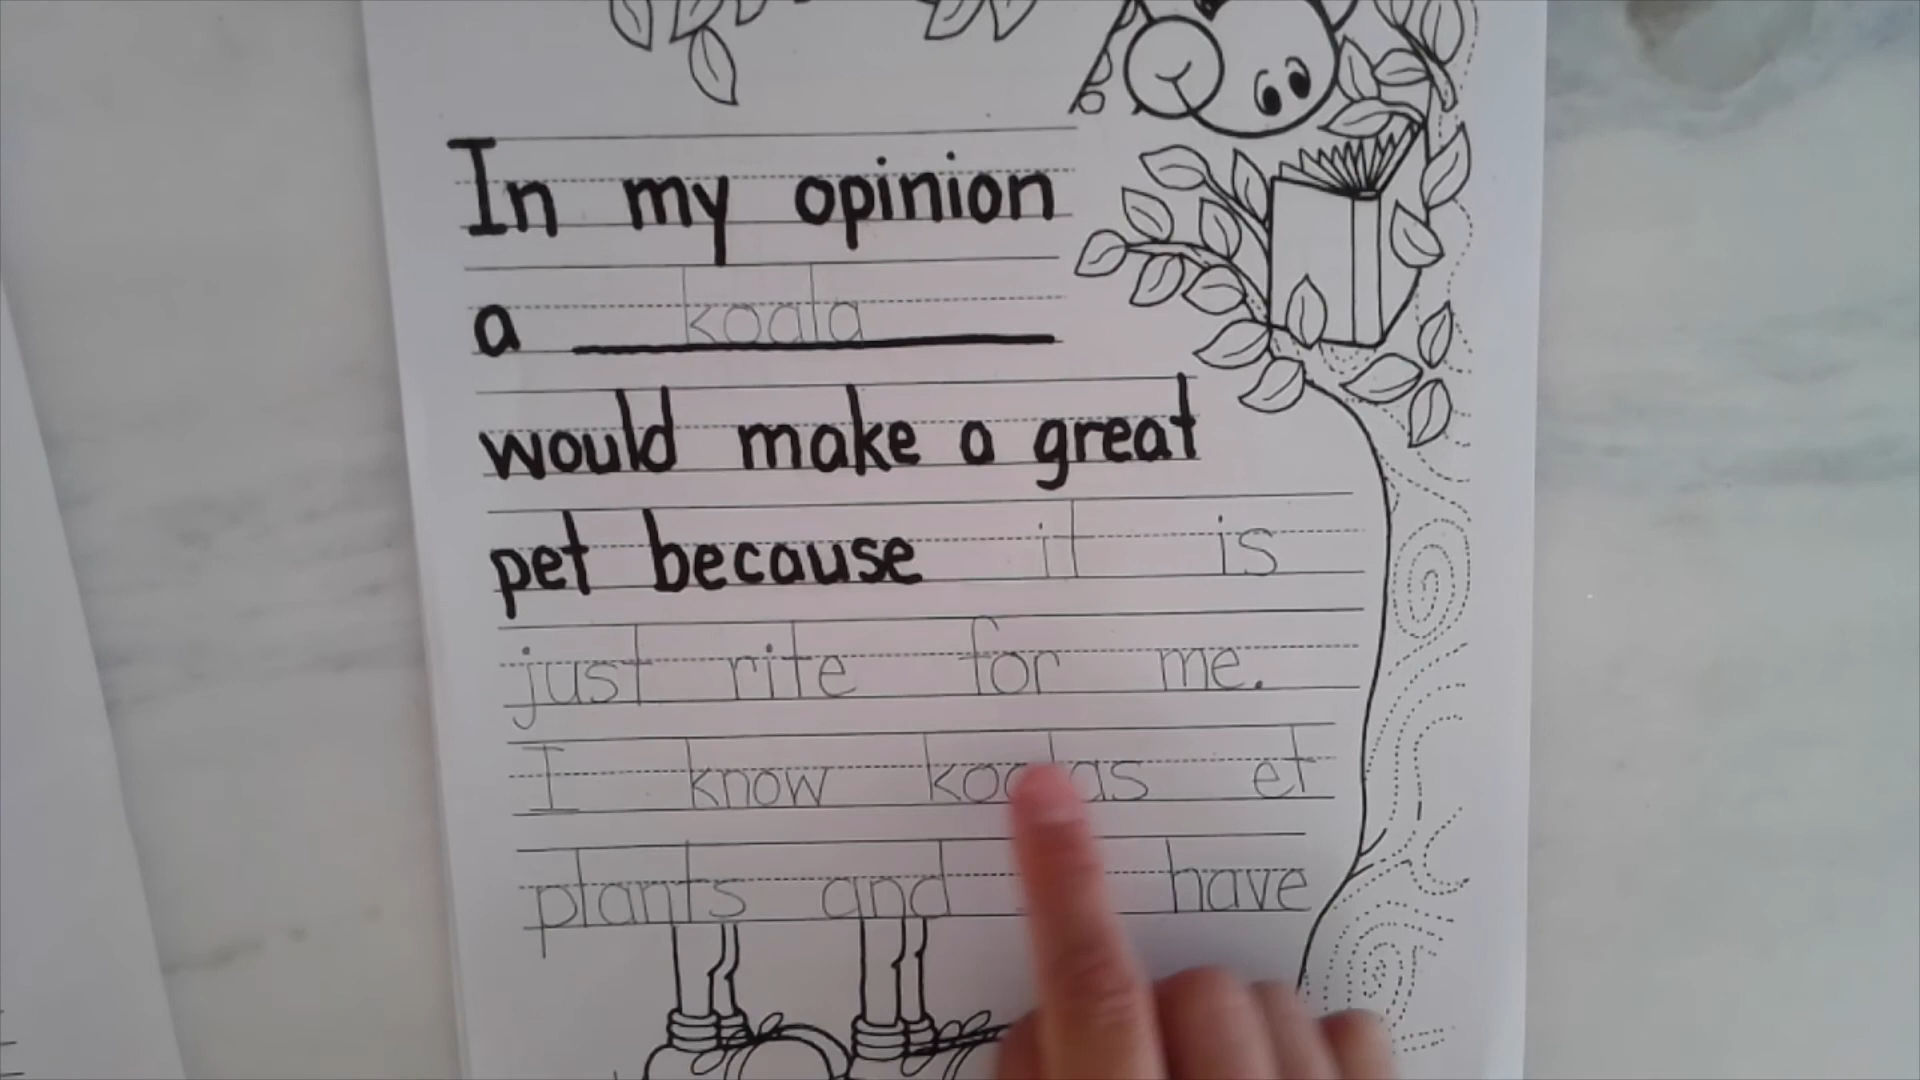 In my opinion
a koala
would make a great
pet because it is
just rite for me.
I know koalas et
plants and have